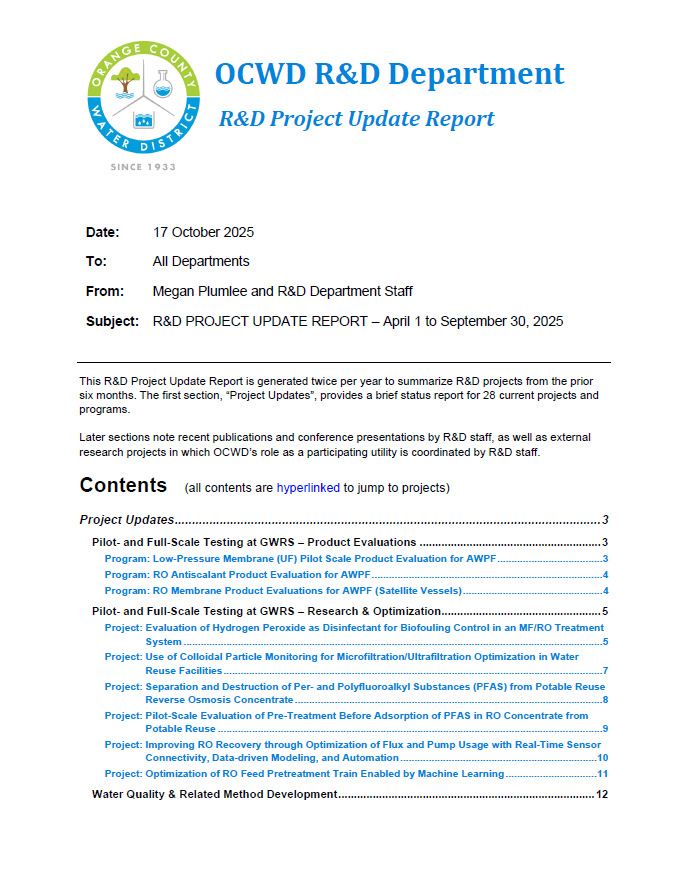 ORANGE COUNTY
WATER DISTRICT
SINCE 1933
OCWD R&D Department
R&D Project Update Report
Date: 17 October 2025
To: All Departments
From: Megan Plumlee and R&D Department Staff
Subject: R&D PROJECT UPDATE REPORT – April 1 to September 30, 2025
This R&D Project Update Report is generated twice per year to summarize R&D projects from the prior
six months. The first section, “Project Updates”, provides a brief status report for 28 current projects and
programs.
Later sections note recent publications and conference presentations by R&D staff, as well as external
research projects in which OCWD’s role as a participating utility is coordinated by R&D staff.
Contents (all contents are hyperlinked to jump to projects)
Project Updates 3
Pilot- and Full-Scale Testing at GWRS – Product Evaluations 3
Program: Low-Pressure Membrane (UF) Pilot Scale Product Evaluation for AWPF 3
Program: RO Antiscalant Product Evaluation for AWPF 4
Program: RO Membrane Product Evaluations for AWPF (Satellite Vessels) 4
Pilot- and Full-Scale Testing at GWRS – Research & Optimization 5
Project: Evaluation of Hydrogen Peroxide as Disinfectant for Biofouling Control in an MF/RO Treatment
System 5
Project: Use of Colloidal Particle Monitoring for Microfiltration/Ultrafiltration Optimization in Water
Reuse Facilities 7
Project: Separation and Destruction of Per- and Polyfluoroalkyl Substances (PFAS) from Potable Reuse
Reverse Osmosis Concentrate 8
Project: Pilot-Scale Evaluation of Pre-Treatment Before Adsorption of PFAS in RO Concentrate from
Potable Reuse 9
Project: Improving RO Recovery through Optimization of Flux and Pump Usage with Real-Time Sensor
Connectivity, Data-driven Modeling, and Automation 10
Project: Optimization of RO Feed Pretreatment Train Enabled by Machine Learning 11
Water Quality & Related Method Development 12